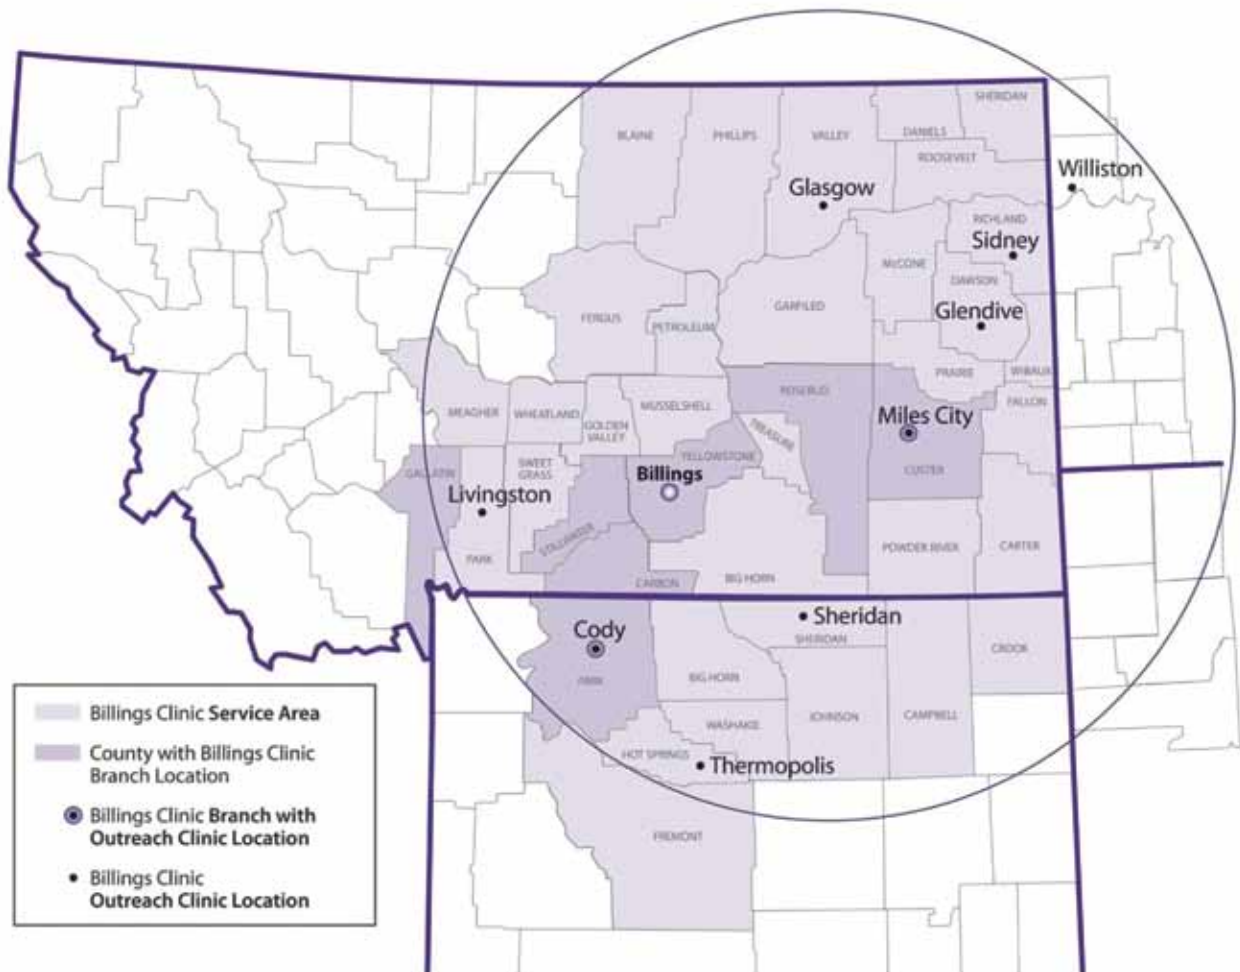 SHERIDAN
BLAINE
PHILLIPS
VALLEY
DANIELS
ROOSEVELT
Williston
Glasgow
RICHLAND
Sidney
McCONE
DAWSON
GARFILED
Glendive
FERGUS
PETROLEUM
PRAIRIE
WIBAUX
ROSEBUD
FALLON
MEAGHER
WHEATLAND
GOLDEN
VALLEY
MUSSELSHELL
Miles City
TREASURE
YELLOWSTONE
GALLATIN
SWEET
GRASS
Billings
CUSTER
Livingston
STILLWATER
PARK
POWDER RIVER
CARTER
CARBON
BIG HORN
Sheridan
SHERIDAN
Cody
CROOK
PARK
BIG HORN
WASHAKIE
JOHNSON
CAMPBELL
HOT SPRINGS
Thermopolis
FREMONT
Billings Clinic Service Area
County with Billings Clinic
Branch Location
Billings Clinic Branch with
Outreach Clinic Location
Billings Clinic
Outreach Clinic Location